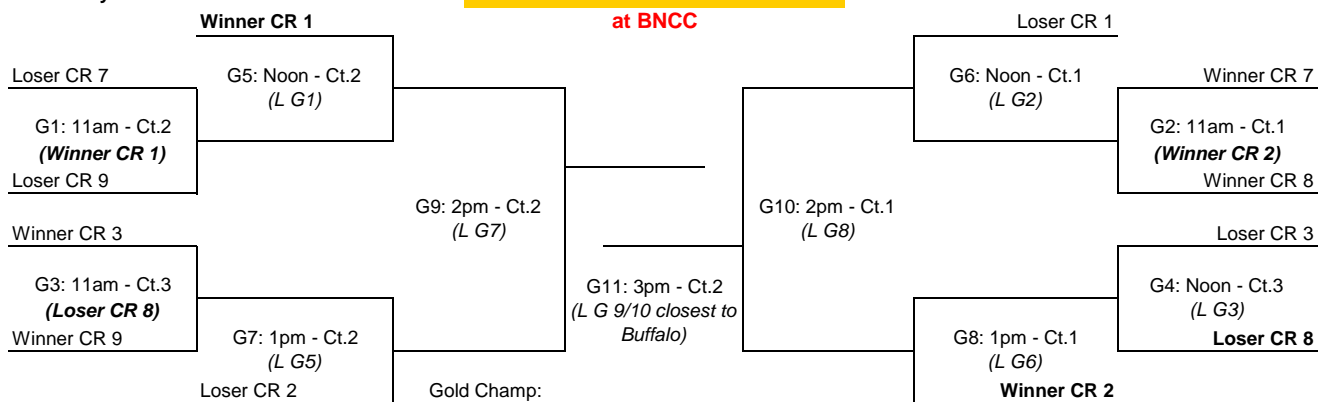 Winner CR 1
at BNCC
Loser CR 1
Loser CR 7
G5: Noon - Ct.2
(L G1)
G6: Noon - Ct.1
(L G2)
Winner CR 7
G1: 11am - Ct.2
(Winner CR 1)
G2: 11am - Ct.1
(Winner CR 2)
Loser CR 9
Winner CR 8
G9: 2pm - Ct.2
(L G7)
G10: 2pm - Ct.1
(L G8)
Winner CR 3
Loser CR 3
G3: 11am - Ct.3
(Loser CR 8)
G11: 3pm - Ct.2
(L G 9/10 closest to
Buffalo)
G4: Noon - Ct.3
(L G3)
Winner CR 9
G7: 1pm - Ct.2
(L G5)
G8: 1pm - Ct.1
(L G6)
Loser CR 8
Loser CR 2
Gold Champ:
Winner CR 2